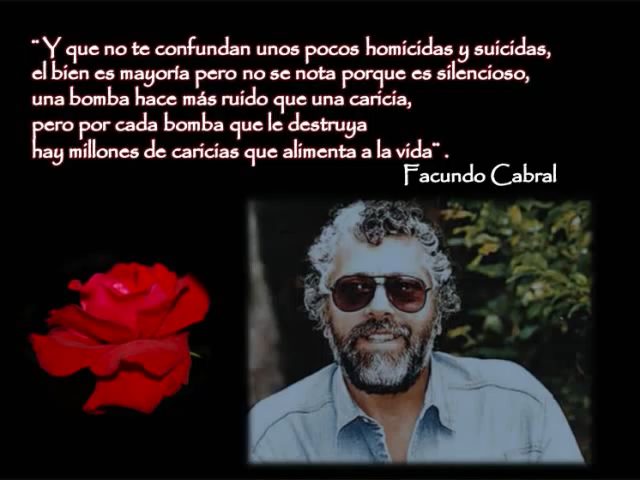 ¨ Y que no te confundan unos pocos homicidas y suicidas,
el bien es mayoría pero no se nota porque es silencioso,
una bomba hace más ruido que una caricia,
pero por cada bomba que le destruya
hay millones de caricias que alimenta a la vida¨ .
Facundo Cabral